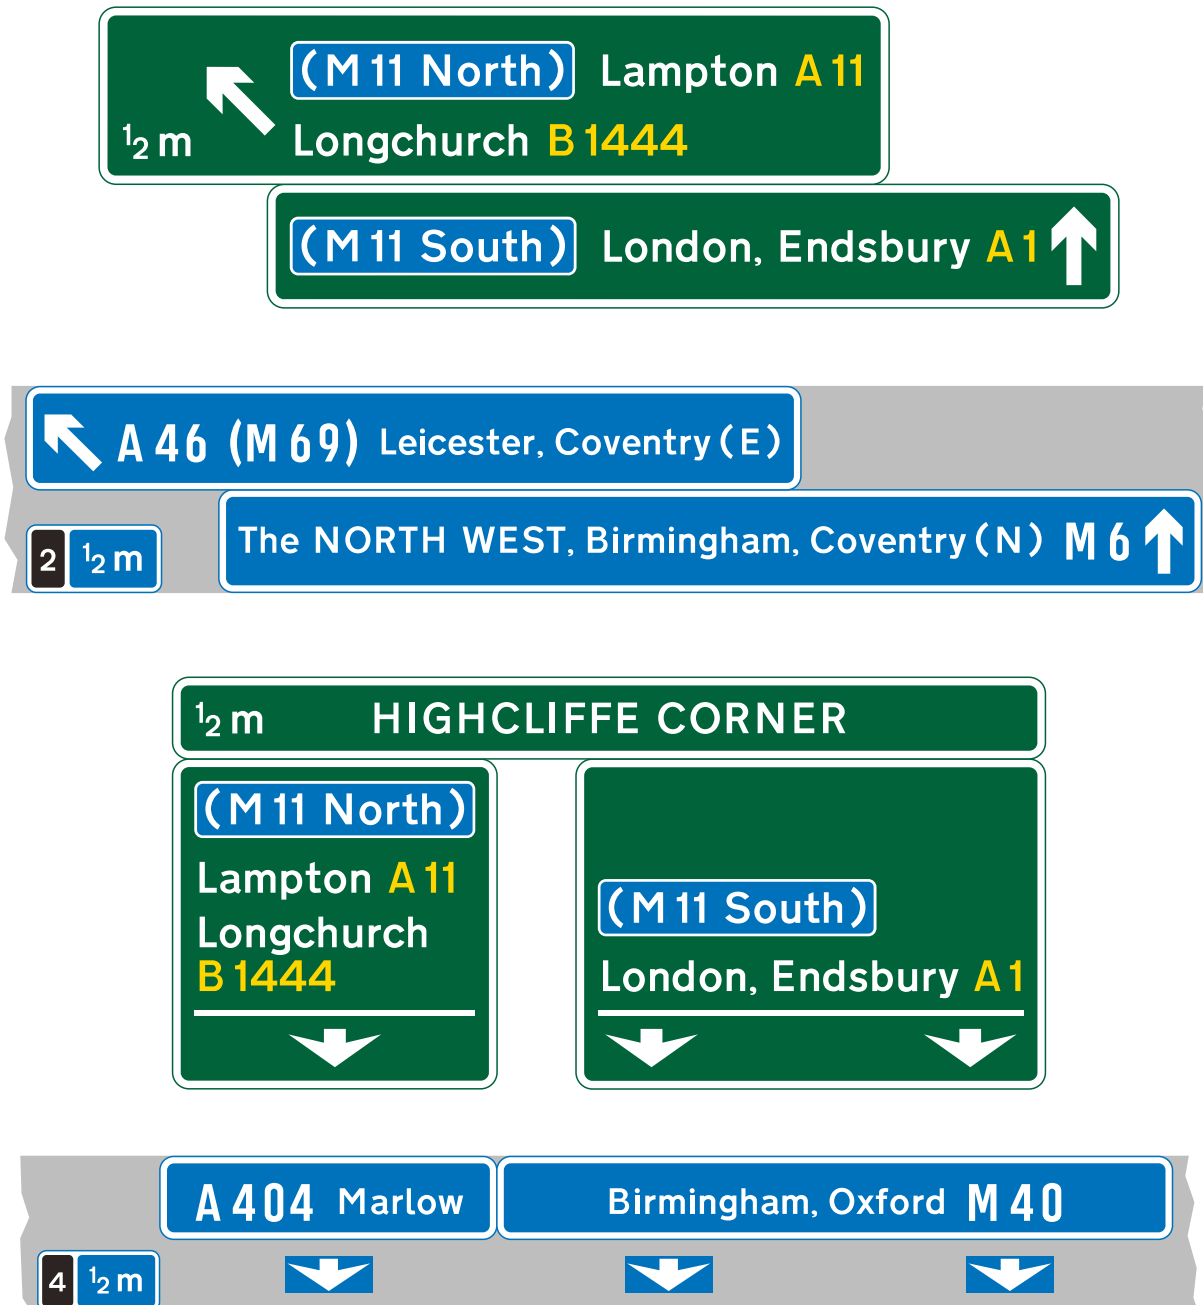 (M 11 North) Lampton A 11
½ m Longchurch B 1444
(M 11 South) London, Endsbury A 1
A 46 (M 69) Leicester, Coventry (E)
The NORTH WEST, Birmingham, Coventry (N) M 6
2 ½ m
½ m HIGHCLIFFE CORNER
(M 11 North)
Lampton A 11
Longchurch
B 1444
(M 11 South)
London, Endsbury A 1
A 404 Marlow
Birmingham, Oxford M 40
4 ½ m